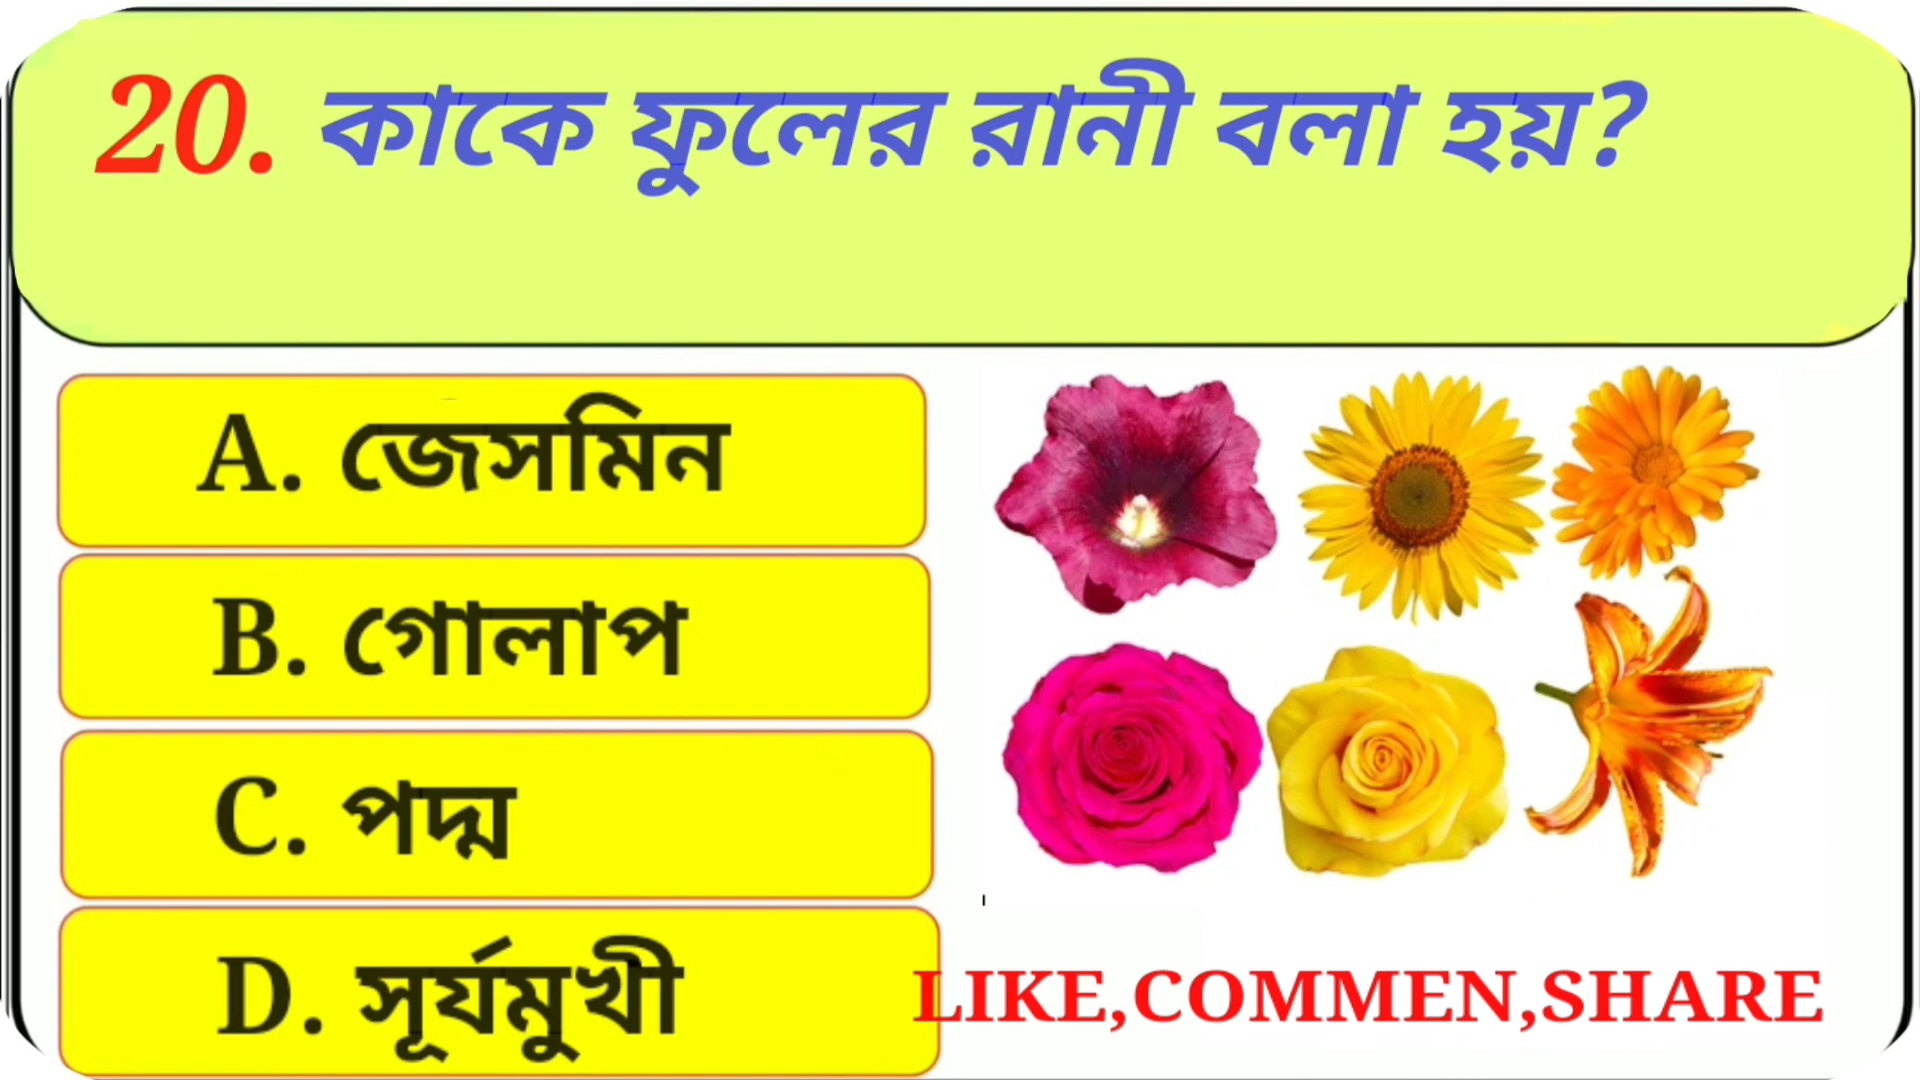 20. কাকে ফুলের রানী বলা হয়?
A. জেসমিন
B. গোলাপ
C. পদ্ম
D. সূর্যমুখী
LIKE,COMMEN,SHARE